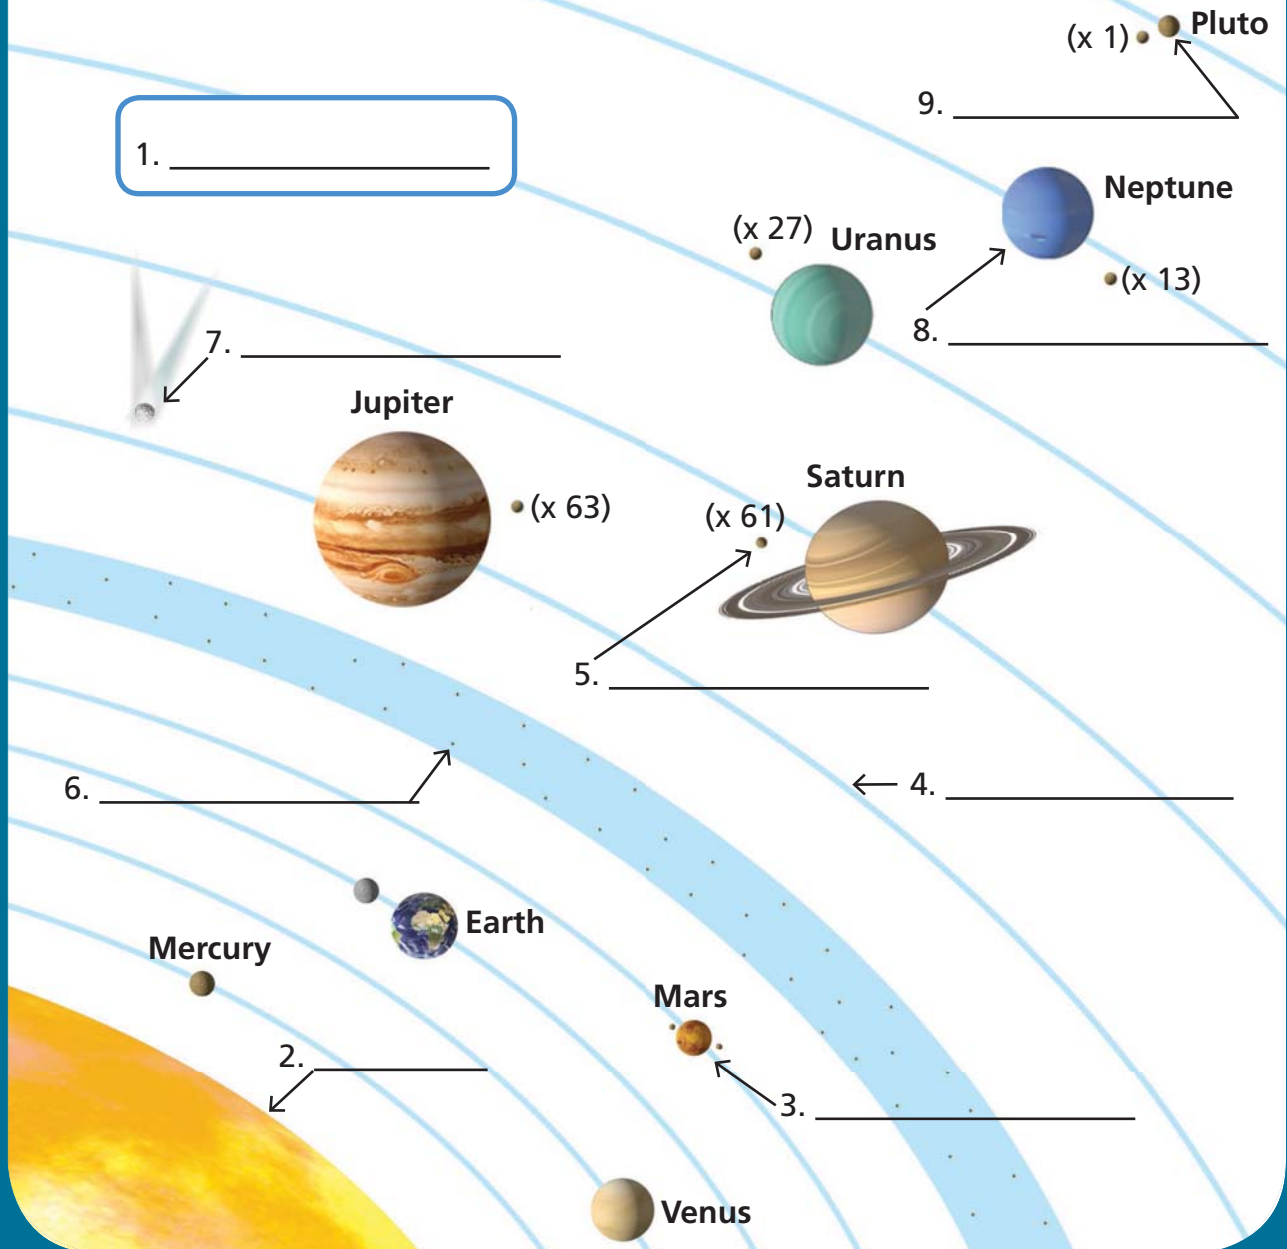 Pluto
(x 1)
9.
1.
Neptune
(x 27)
Uranus
(x 13)
8.
7.
Jupiter
Saturn
(x 63)
(x 61)
5.
6.
4.
Earth
Mercury
Mars
2.
3.
Venus